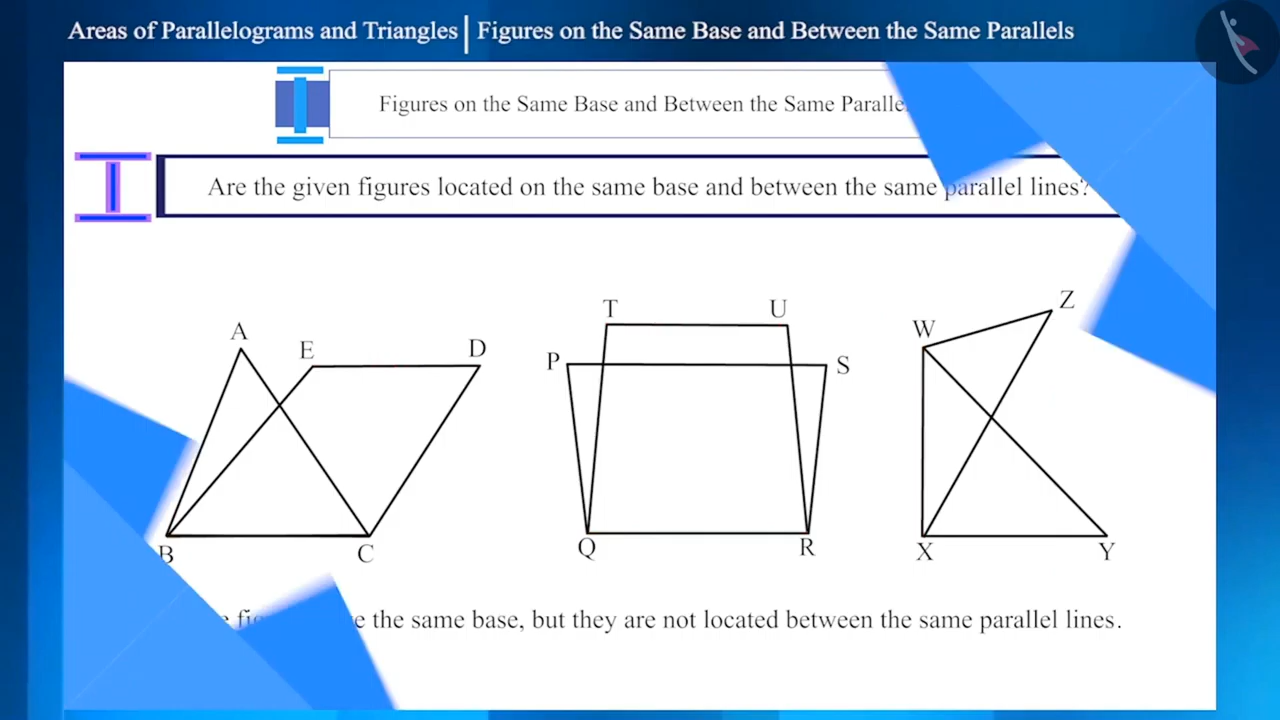 Areas of Parallelograms and Triangles | Figures on the Same Base and Between the Same Parallels
Figures on the Same Base and Between the Same Paralle
Are the given figures located on the same base and between the same parallel lines?
T U
Z
A E D
P S
W
B C
Q R
X Y
e the same base, but they are not located between the same parallel lines.